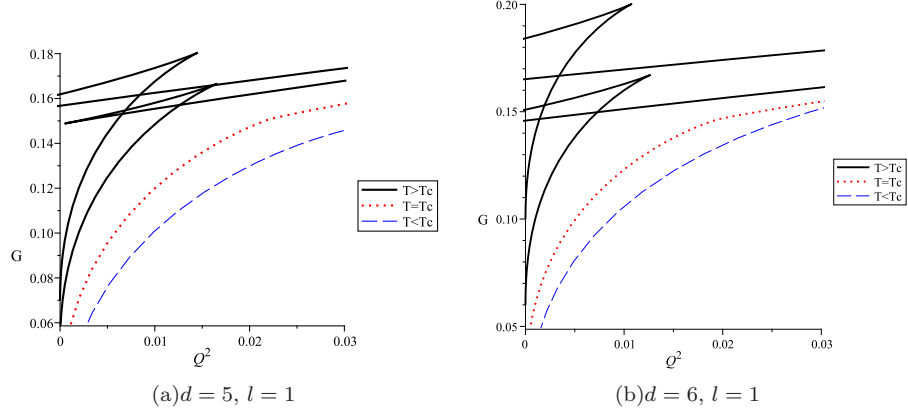 0.18
0.16
0.14
0.12
0.10
0.08
0.06
G
0
0.01
0.02
0.03
Q²
T>Tc
T=Tc
T<Tc
(a)d = 5, l = 1
0.20
0.15
0.10
0.05
G
0
0.01
0.02
0.03
Q²
T>Tc
T=Tc
T<Tc
(b)d = 6, l = 1